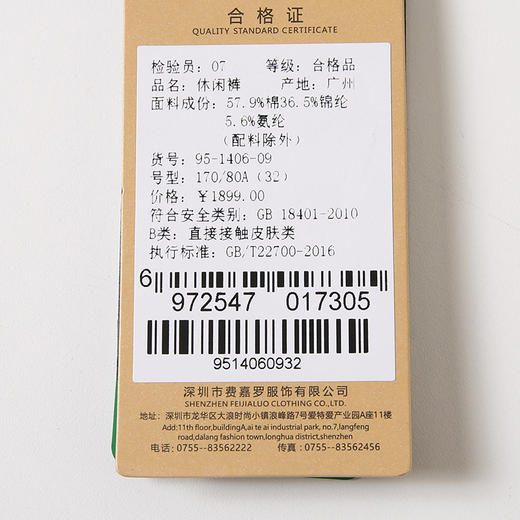 合格证
QUALITY STANDARD CERTIFICATE
检验员: 07 等级: 合格品
品名: 休闲裤 产地: 广州
面料成份: 57.9%棉36.5%锦纶
5.6%氨纶
(配料除外)
货号: 95-1406-09
号型: 170/80A (32)
价格: ￥1899.00
符合安全类别: GB 18401-2010
B类: 直接接触皮肤类
执行标准: GB/T22700-2016
6 972547 017305
9514060932
深圳市费嘉罗服饰有限公司
SHENZHEN FEIJIALUO CLOTHING CO.,LTD
地址: 深圳市龙华区大浪时尚小镇浪峰路7号爱特爱产业园A座11楼
Add:11th floor,buildingA,ai te ai industrial park, no.7,langfeng
road,dalang fashion town,longhua district,shenzhen
电话: 0755--83562222 传真: 0755--83562456